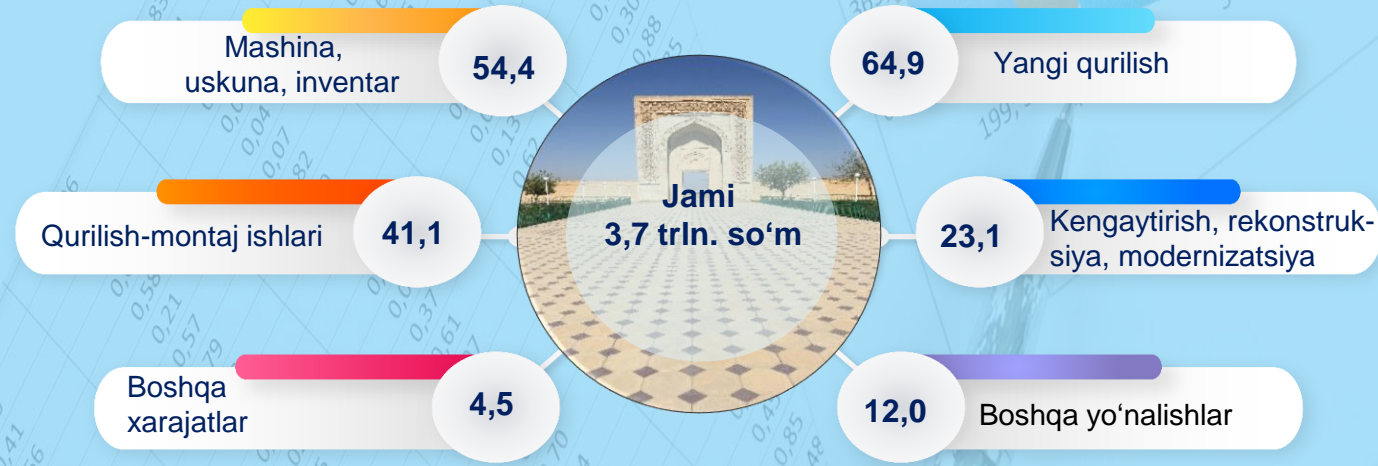 Mashina,
uskuna, inventar
54,4
Qurilish-montaj ishlari
41,1
Boshqa
xarajatlar
4,5
Jami
3,7 trln. so‘m
64,9
Yangi qurilish
23,1
Kengaytirish, rekonstruk-
siya, modernizatsiya
12,0
Boshqa yo‘nalishlar